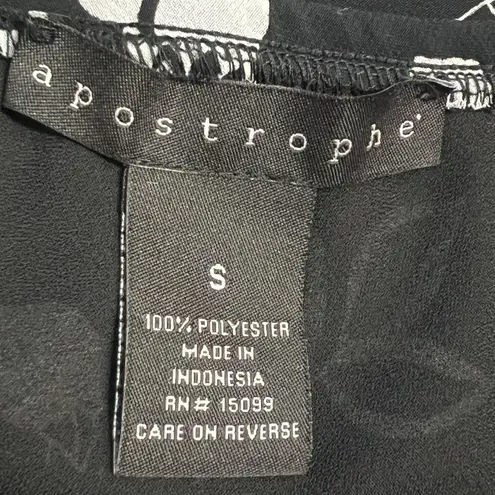 apostrophe'
S
100% POLYESTER
MADE IN
INDONESIA
RN# 15099
CARE ON REVERSE